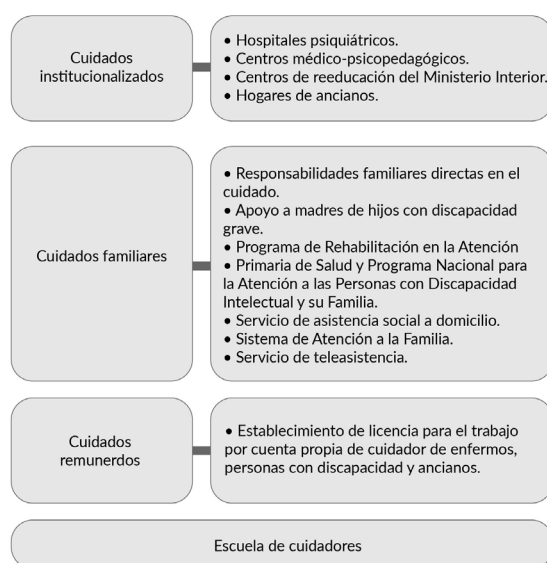 Cuidados
institucionalizados
• Hospitales psiquiátricos.
• Centros médico-psicopedagógicos.
• Centros de reeducación del Ministerio Interior.
• Hogares de ancianos.
Cuidados familiares
• Responsabilidades familiares directas en el
cuidado.
• Apoyo a madres de hijos con discapacidad
grave.
• Programa de Rehabilitación en la Atención
• Primaria de Salud y Programa Nacional para
la Atención a las Personas con Discapacidad
Intelectual y su Familia.
• Servicio de asistencia social a domicilio.
• Sistema de Atención a la Familia.
• Servicio de teleasistencia.
Cuidados
remunerdos
• Establecimiento de licencia para el trabajo
por cuenta propia de cuidador de enfermos,
personas con discapacidad y ancianos.
Escuela de cuidadores